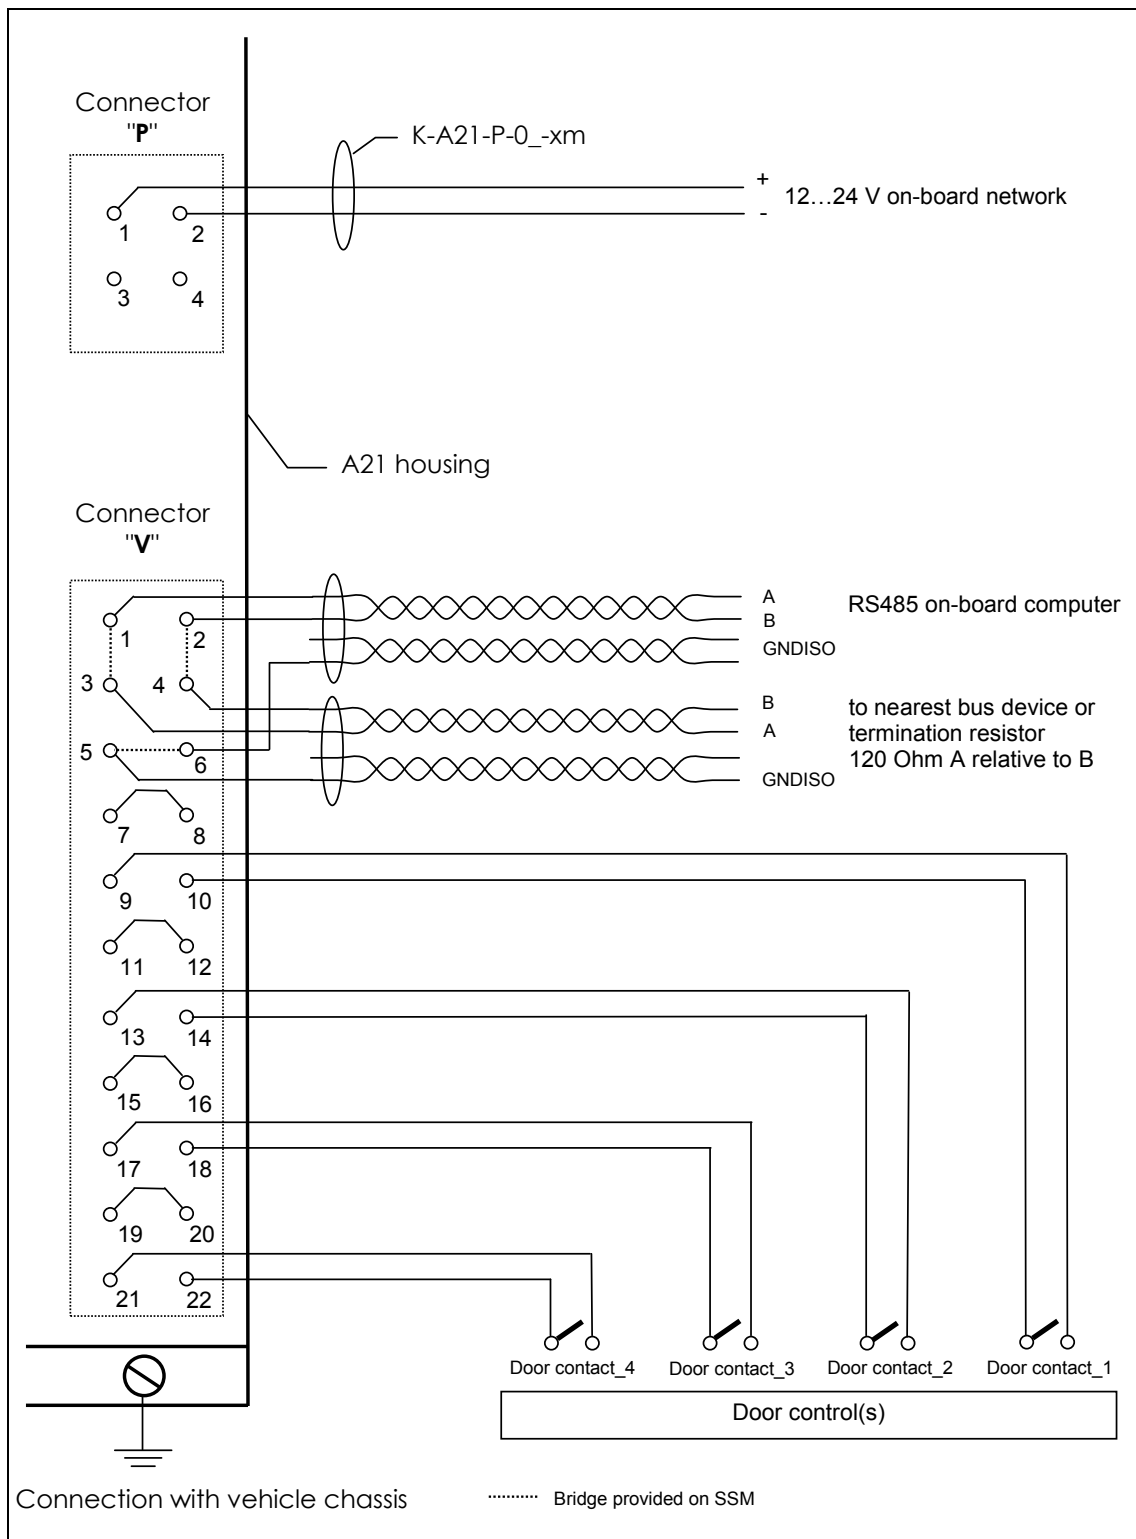 Connector
"P"
K-A21-P-0_-xm
+
12…24 V on-board network
-
1
2
3
4
A21 housing
Connector
"V"
A
RS485 on-board computer
B
GNDISO
1
2
3
4
B
to nearest bus device or
A
termination resistor
120 Ohm A relative to B
GNDISO
5
6
7
8
9
10
11
12
13
14
15
16
17
18
19
20
21
22
Door contact_4
Door contact_3
Door contact_2
Door contact_1
Door control(s)
Connection with vehicle chassis
Bridge provided on SSM